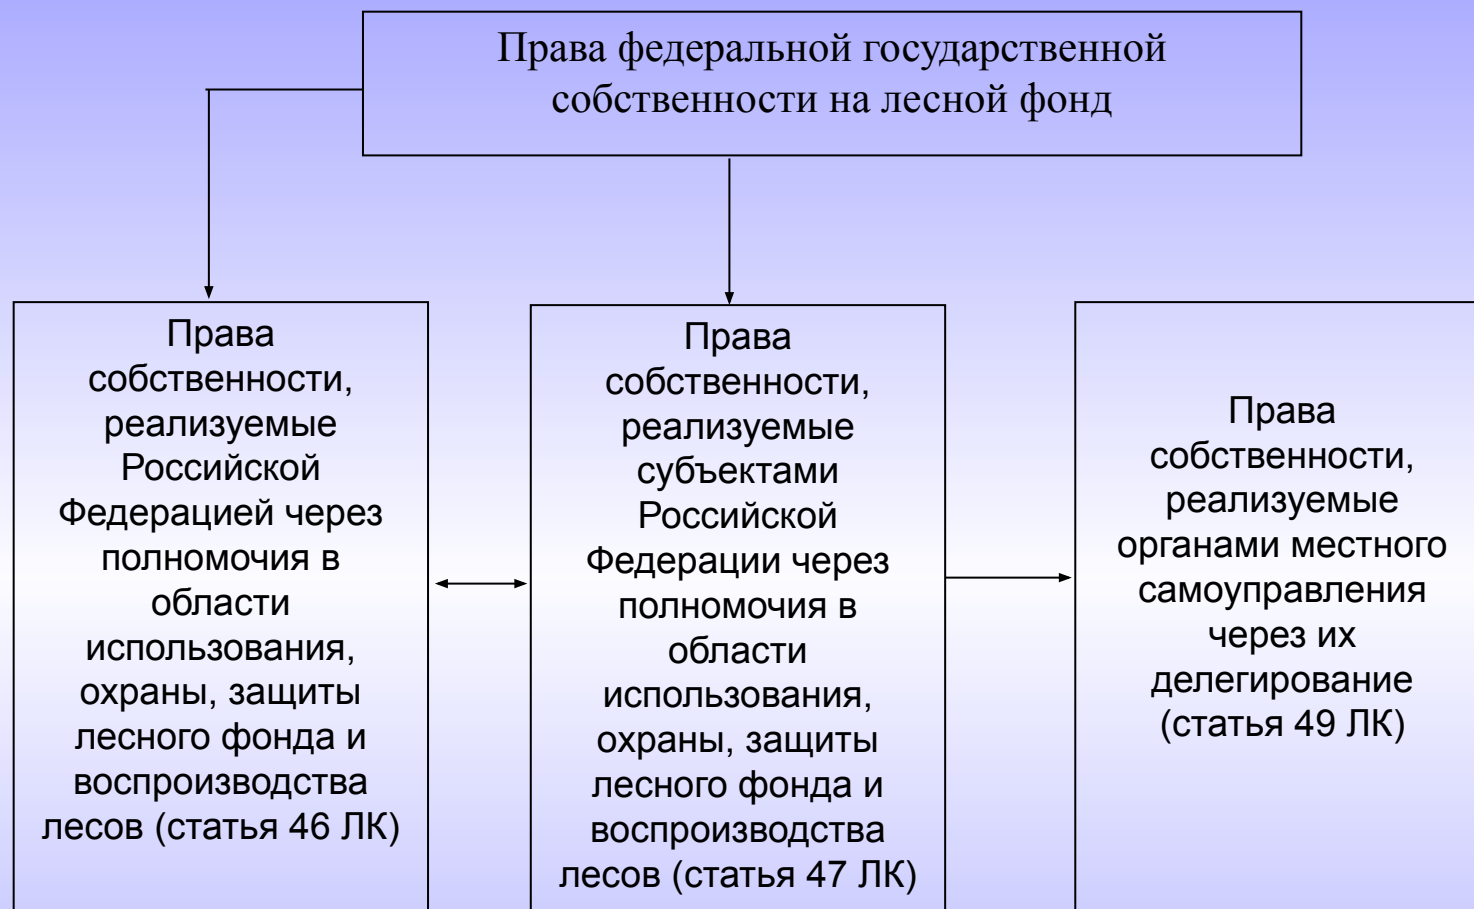 Права федеральной государственной
собственности на лесной фонд
Права
собственности,
реализуемые
Российской
Федерацией через
полномочия в
области
использования,
охраны, защиты
лесного фонда и
воспроизводства
лесов (статья 46 ЛК)
Права
собственности,
реализуемые
субъектами
Российской
Федерации через
полномочия в
области
использования,
охраны, защиты
лесного фонда и
воспроизводства
лесов (статья 47 ЛК)
Права
собственности,
реализуемые
органами местного
самоуправления
через их
делегирование
(статья 49 ЛК)